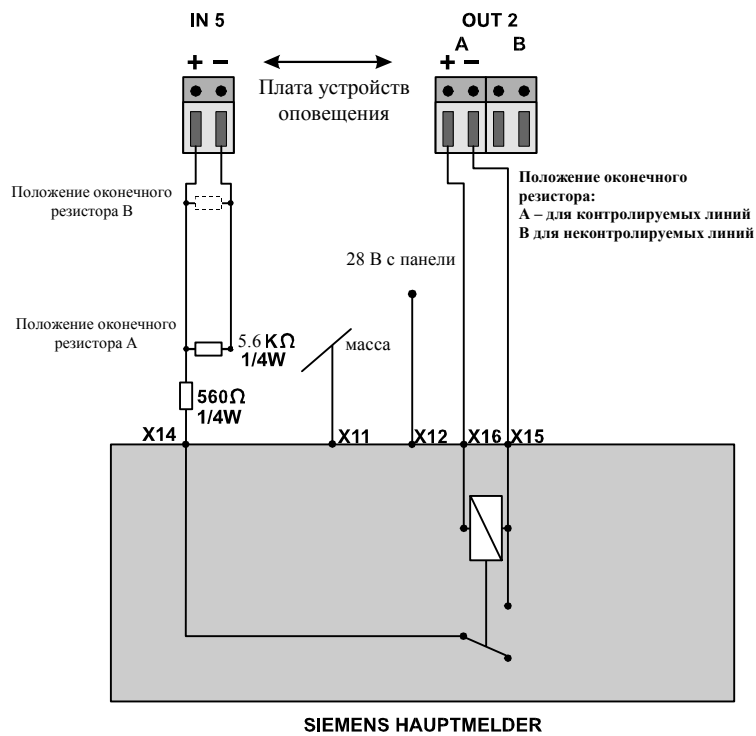 IN 5
OUT 2
A B
+ −
+ −
Плата устройств
оповещения
Положение оконечного
резистора:
А – для контролируемых линий
В для неконтролируемых линий
Положение оконечного
резистора В
28 В с панели
Положение оконечного
резистора А
5.6 KΩ
1/4W
масса
560Ω
1/4W
X14
X11
X12
X16
X15
SIEMENS HAUPTMELDER